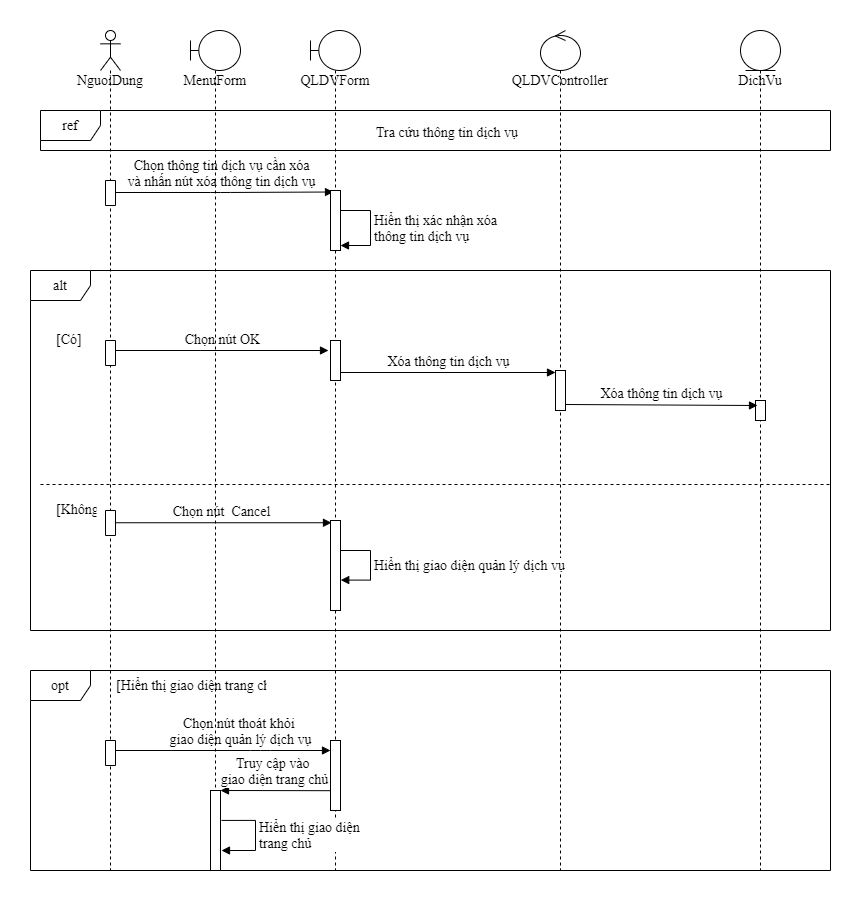 NguoiDung
MenuForm
QLDVForm
QLDVController
DichVu
ref
Tra cứu thông tin dịch vụ
Chọn thông tin dịch vụ cần xóa
và nhấn nút xóa thông tin dịch vụ
Hiển thị xác nhận xóa
thông tin dịch vụ
alt
[Có]
Chọn nút OK
Xóa thông tin dịch vụ
Xóa thông tin dịch vụ
[Không
Chọn nút Cancel
Hiển thị giao diện quản lý dịch vụ
opt
[Hiển thị giao diện trang
Chọn nút thoát khỏi
giao diện quản lý dịch vụ
Truy cập vào
giao diện trang chủ
Hiển thị giao diện
trang chủ